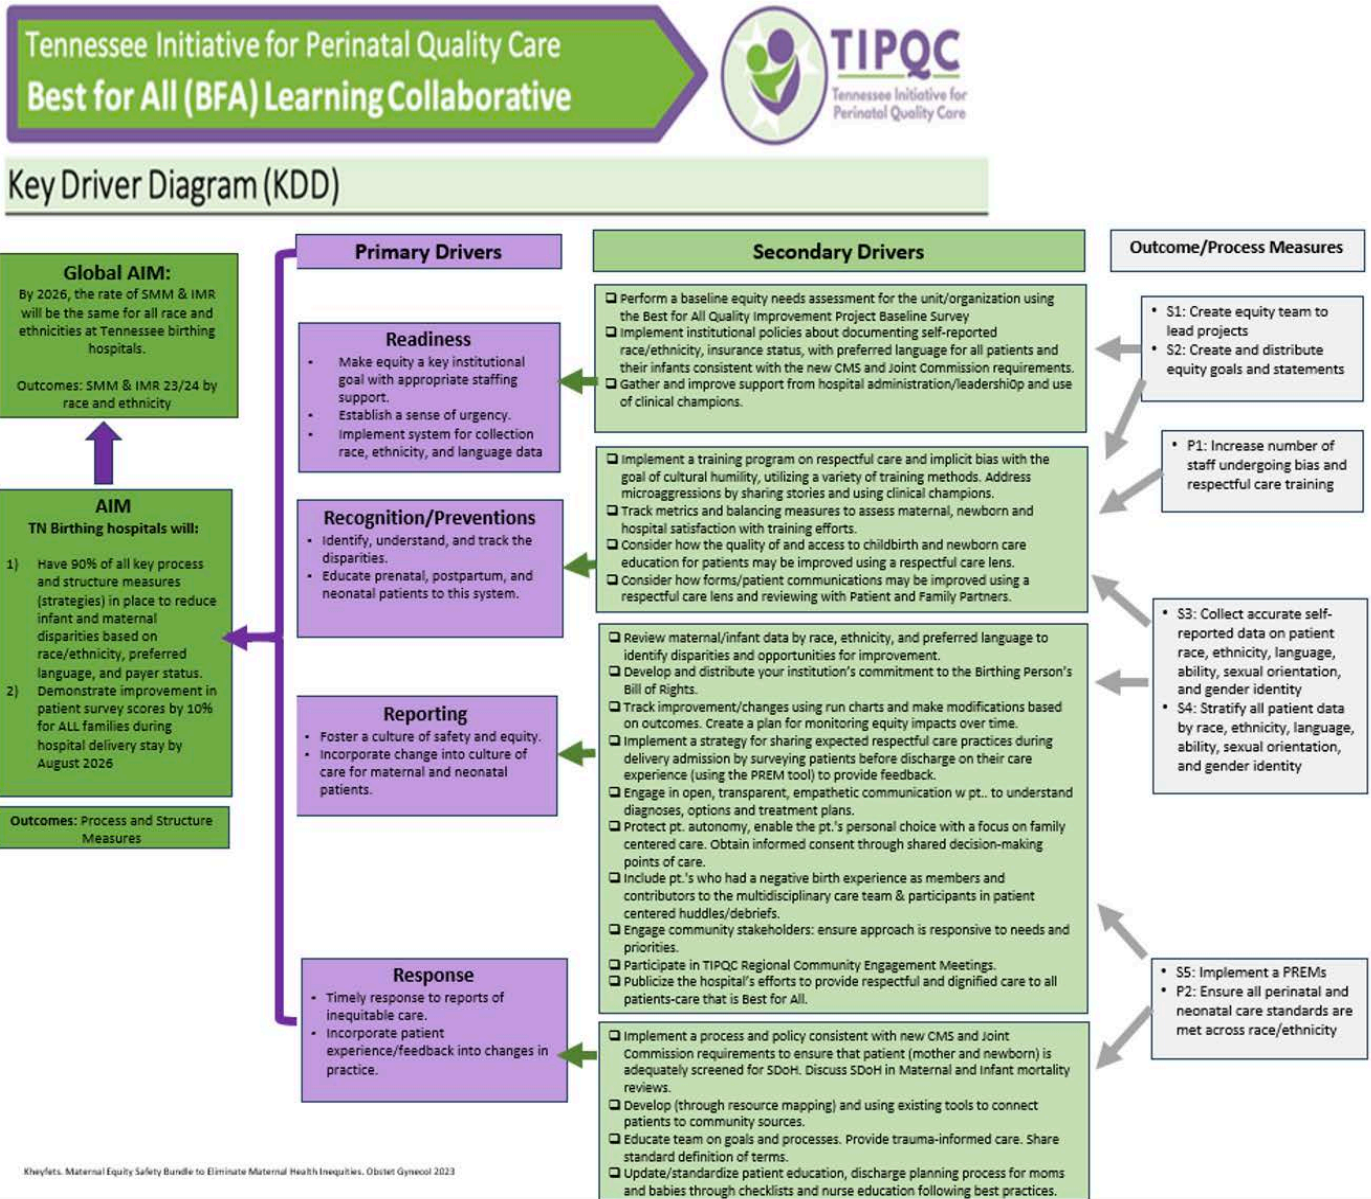 Tennessee Initiative for Perinatal Quality Care
Best for All (BFA) Learning Collaborative
TIPQC
Tennessee Initiative for
Perinatal Quality Care
Key Driver Diagram (KDD)
Global AIM:
By 2026, the rate of SMM & IMR
will be the same for all race and
ethnicities at Tennessee birthing
hospitals.
Outcomes: SMM & IMR 23/24 by
race and ethnicity
AIM
TN Birthing hospitals will:
1) Have 90% of all key process
and structure measures
(strategies) in place to reduce
infant and maternal
disparities based on
race/ethnicity, preferred
language, and payer status.
2) Demonstrate improvement in
patient survey scores by 10%
for ALL families during
hospital delivery stay by
August 2026
Outcomes: Process and Structure
Measures
Primary Drivers
Readiness
• Make equity a key institutional
goal with appropriate staffing
support.
• Establish a sense of urgency.
• Implement system for collection
race, ethnicity, and language data
Recognition/Preventions
• Identify, understand, and track the
disparities.
• Educate prenatal, postpartum, and
neonatal patients to this system.
Reporting
• Foster a culture of safety and equity.
• Incorporate change into culture of
care for maternal and neonatal
patients.
Response
• Timely response to reports of
inequitable care.
• Incorporate patient
experience/feedback into changes in
practice.
Secondary Drivers
❑ Perform a baseline equity needs assessment for the unit/organization using
the Best for All Quality Improvement Project Baseline Survey
❑ Implement institutional policies about documenting self-reported
race/ethnicity, insurance status, with preferred language for all patients and
their infants consistent with the new CMS and Joint Commission requirements.
❑ Gather and improve support from hospital administration/leadershi0p and use
of clinical champions.
❑ Implement a training program on respectful care and implicit bias with the
goal of cultural humility, utilizing a variety of training methods. Address
microaggressions by sharing stories and using clinical champions.
❑ Track metrics and balancing measures to assess maternal, newborn and
hospital satisfaction with training efforts.
❑ Consider how the quality of and access to childbirth and newborn care
education for patients may be improved using a respectful care lens.
❑ Consider how forms/patient communications may be improved using a
respectful care lens and reviewing with Patient and Family Partners.
❑ Review maternal/infant data by race, ethnicity, and preferred language to
identify disparities and opportunities for improvement.
❑ Develop and distribute your institution's commitment to the Birthing Person's
Bill of Rights.
❑ Track improvement/changes using run charts and make modifications based
on outcomes. Create a plan for monitoring equity impacts over time.
❑ Implement a strategy for sharing expected respectful care practices during
delivery admission by surveying patients before discharge on their care
experience (using the PREM tool) to provide feedback.
❑ Engage in open, transparent, empathetic communication w pt.. to understand
diagnoses, options and treatment plans.
❑ Protect pt. autonomy, enable the pt.'s personal choice with a focus on family
centered care. Obtain informed consent through shared decision-making
points of care.
❑ Include pt.'s who had a negative birth experience as members and
contributors to the multidisciplinary care team & participants in patient
centered huddles/debriefs.
❑ Engage community stakeholders: ensure approach is responsive to needs and
priorities.
❑ Participate in TIPQC Regional Community Engagement Meetings.
❑ Publicize the hospital's efforts to provide respectful and dignified care to all
patients-care that is Best for All.
❑ Implement a process and policy consistent with new CMS and Joint
Commission requirements to ensure that patient (mother and newborn) is
adequately screened for SDoH. Discuss SDoH in Maternal and Infant mortality
reviews.
❑ Develop (through resource mapping) and using existing tools to connect
patients to community sources.
❑ Educate team on goals and processes. Provide trauma-informed care. Share
standard definition of terms.
❑ Update/standardize patient education, discharge planning process for moms
and babies through checklists and nurse education following best practices.
Outcome/Process Measures
• S1: Create equity team to
lead projects
• S2: Create and distribute
equity goals and statements
• P1: Increase number of
staff undergoing bias and
respectful care training
• S3: Collect accurate self-
reported data on patient
race, ethnicity, language,
ability, sexual orientation,
and gender identity
• S4: Stratify all patient data
by race, ethnicity, language,
ability, sexual orientation,
and gender identity
• S5: Implement a PREMs
• P2: Ensure all perinatal and
neonatal care standards are
met across race/ethnicity
Kheyfets. Maternal Equity Safety Bundle to Eliminate Maternal Health Inequities. Obstet Gynecol 2023